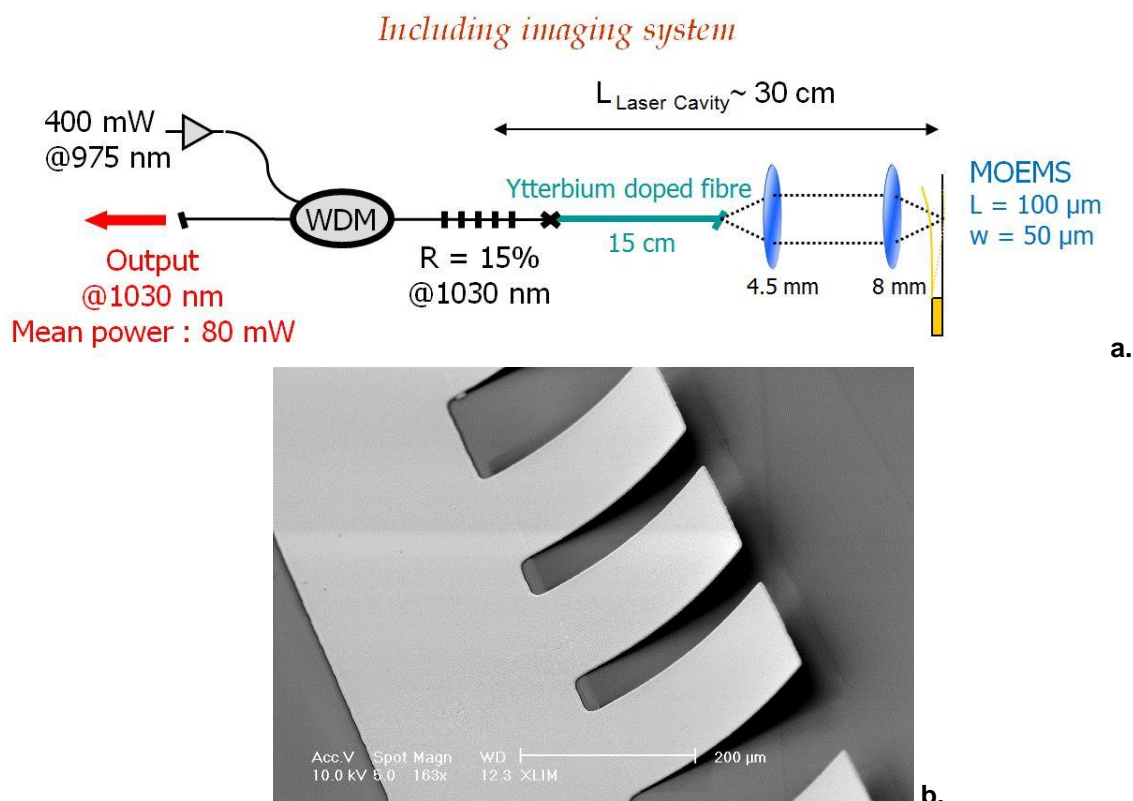 Including imaging system
L Laser Cavity ~ 30 cm
400 mW
@975 nm
WDM
Output
@1030 nm
Mean power : 80 mW
R = 15%
@1030 nm
Ytterbium doped fibre
15 cm
4.5 mm
8 mm
MOEMS
L = 100 µm
w = 50 µm
a.
Acc.V Spot Magn WD 200 µm
10.0 kV 5.0 163x 12.3 XLIM
b.